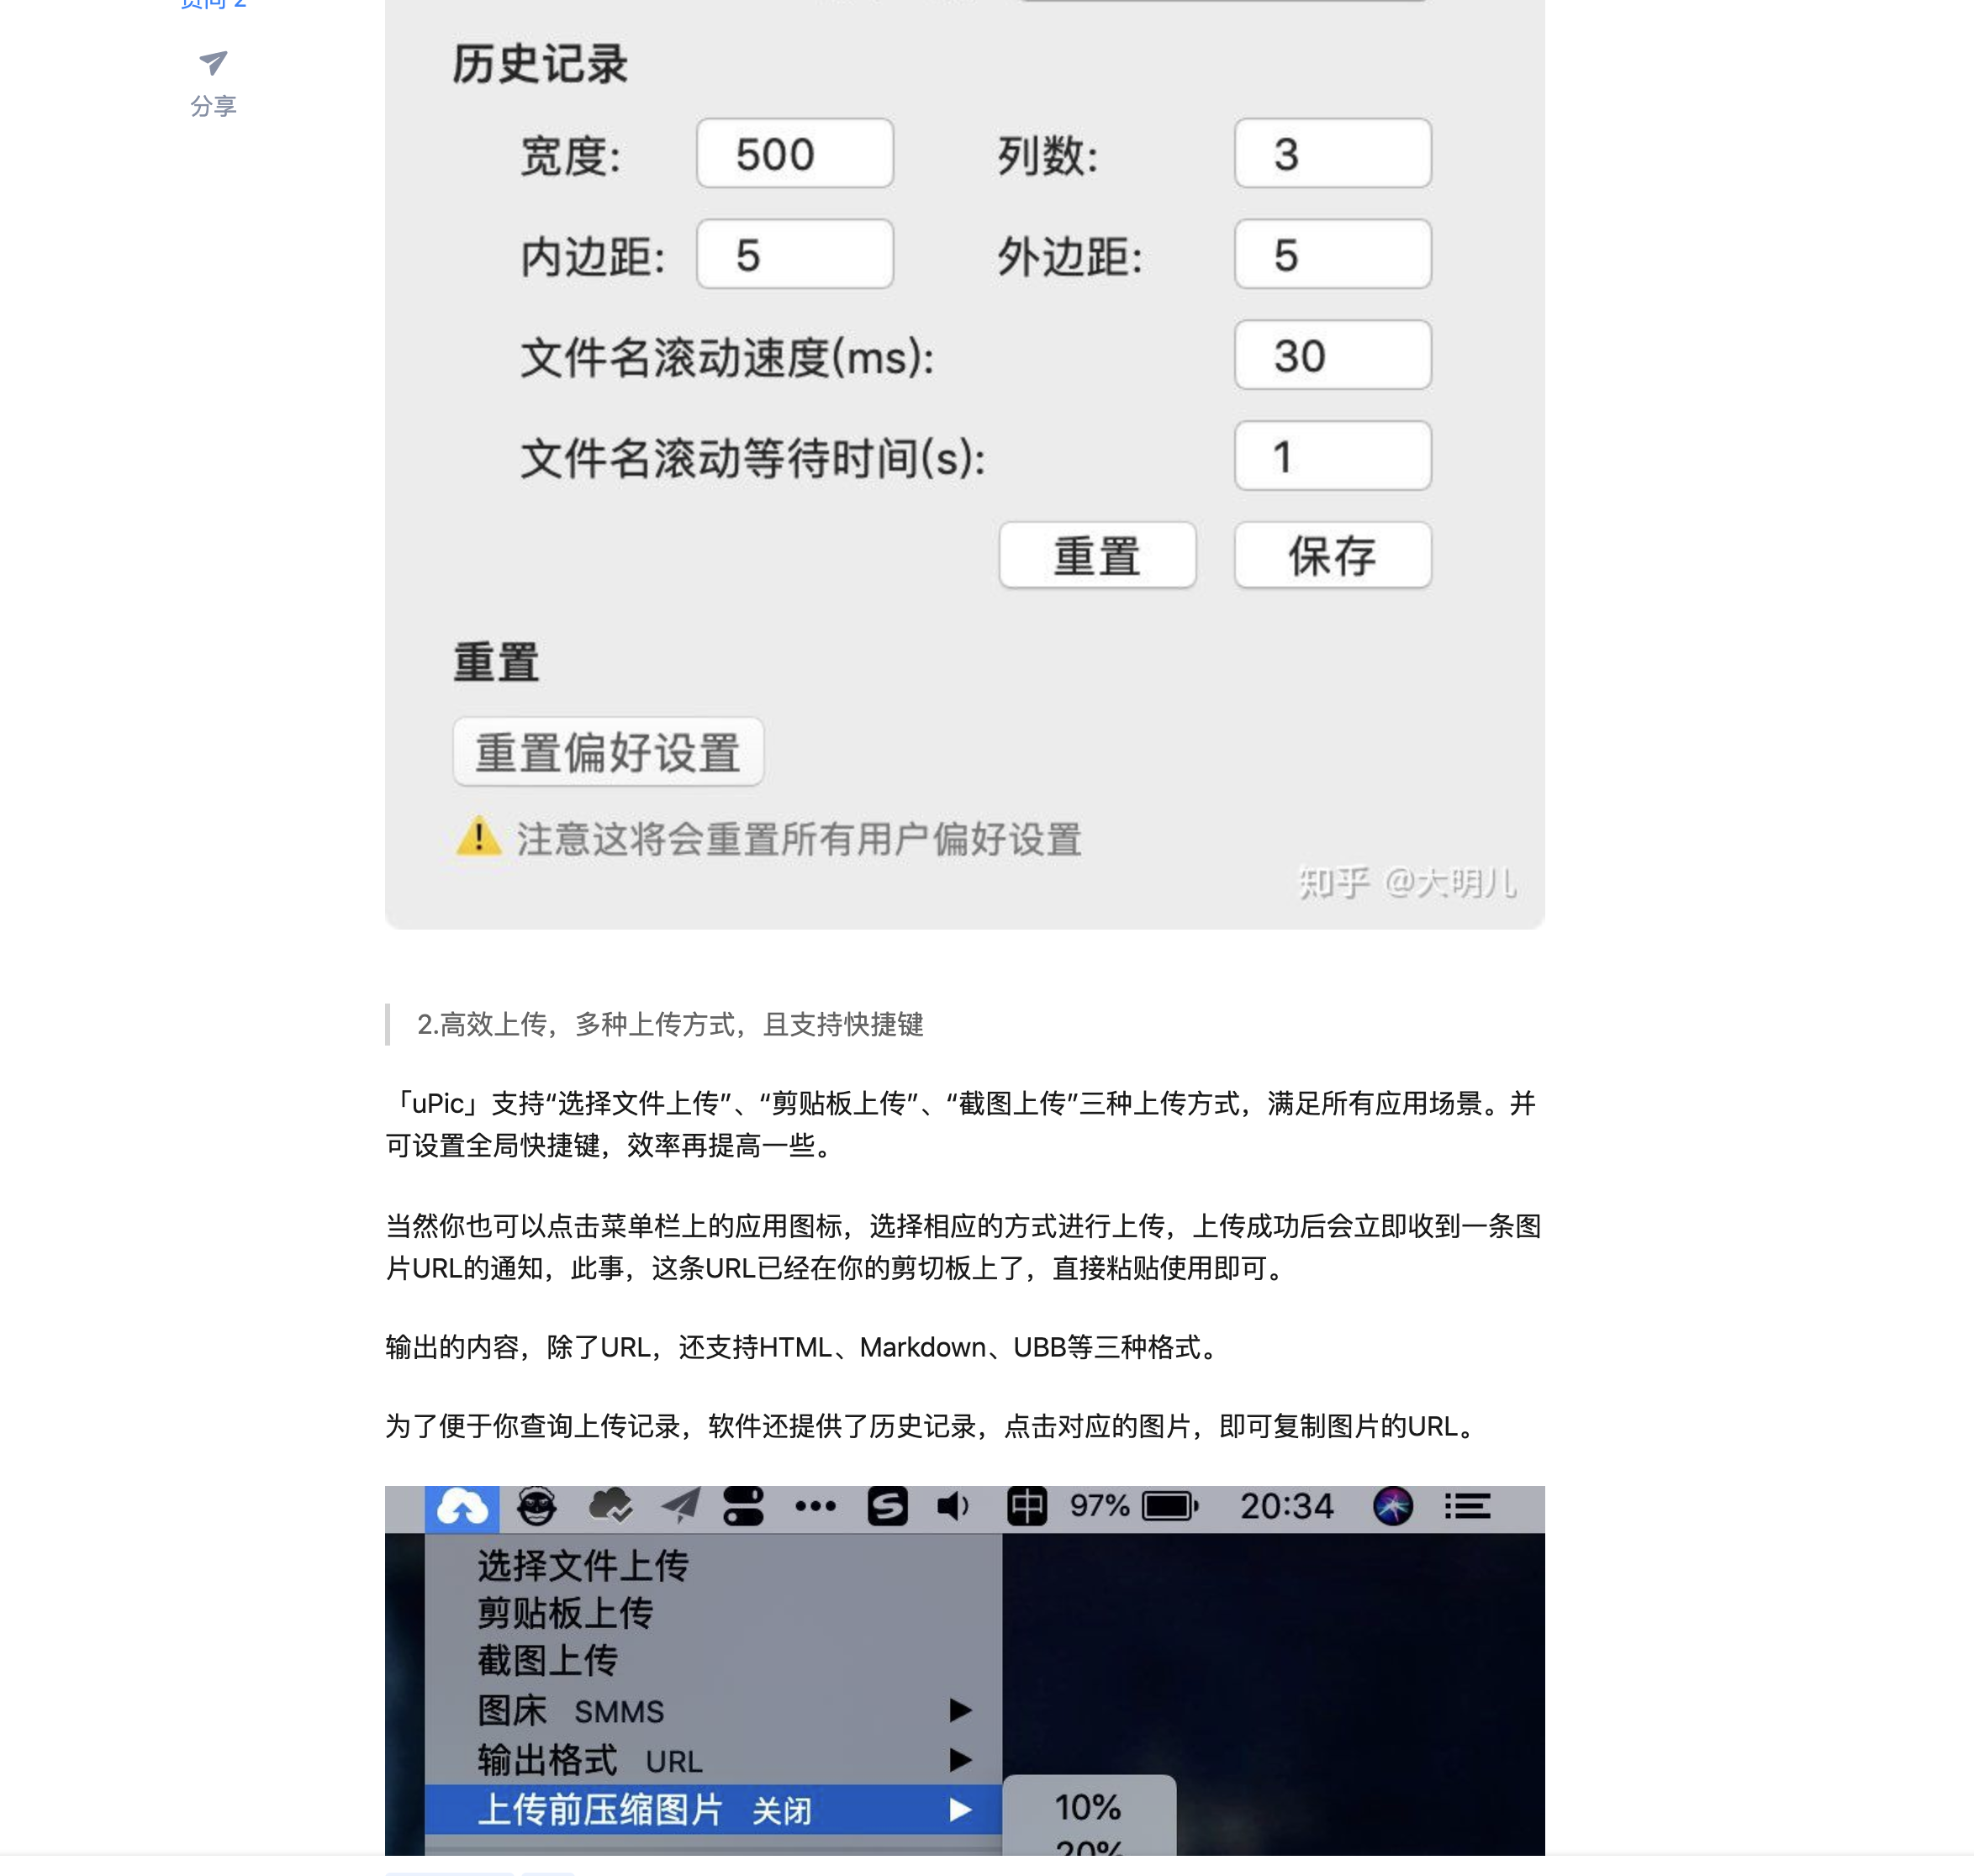 赞同 2
分享
历史记录
宽度: 500 列数: 3
内边距: 5 外边距: 5
文件名滚动速度(ms): 30
文件名滚动等待时间(s): 1
重置 保存
重置
重置偏好设置
注意这将会重置所有用户偏好设置
知乎 @大明儿
2.高效上传，多种上传方式，且支持快捷键
「uPic」支持“选择文件上传”、“剪贴板上传”、“截图上传”三种上传方式，满足所有应用场景。并
可设置全局快捷键，效率再提高一些。
当然你也可以点击菜单栏上的应用图标，选择相应的方式进行上传，上传成功后会立即收到一条图
片URL的通知，此事，这条URL已经在你的剪切板上了，直接粘贴使用即可。
输出的内容，除了URL，还支持HTML、Markdown、UBB等三种格式。
为了便于你查询上传记录，软件还提供了历史记录，点击对应的图片，即可复制图片的URL。
中 97% 20:34
选择文件上传
剪贴板上传
截图上传
图床 SMMS
输出格式 URL
上传前压缩图片 关闭
10%
20%